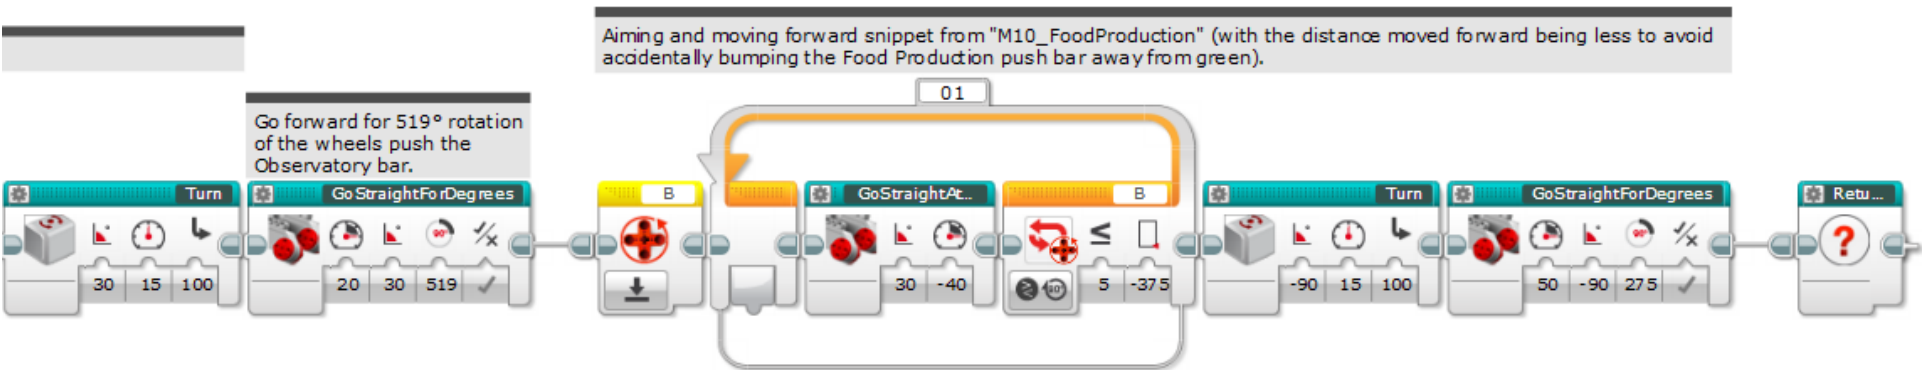 Aiming and moving forward snippet from "M10_FoodProduction" (with the distance moved forward being less to avoid
accidentally bumping the Food Production push bar away from green).
01
Go forward for 519° rotation
of the wheels push the
Observatory bar.
Turn
GoStraightForDegrees
B
GoStraightAt...
B
Turn
GoStraightForDegrees
Retu...
90°
90°
?
30 15 100
20 30 519
30 -40
90°
≤
5 -375
-90 15 100
50 -90 275